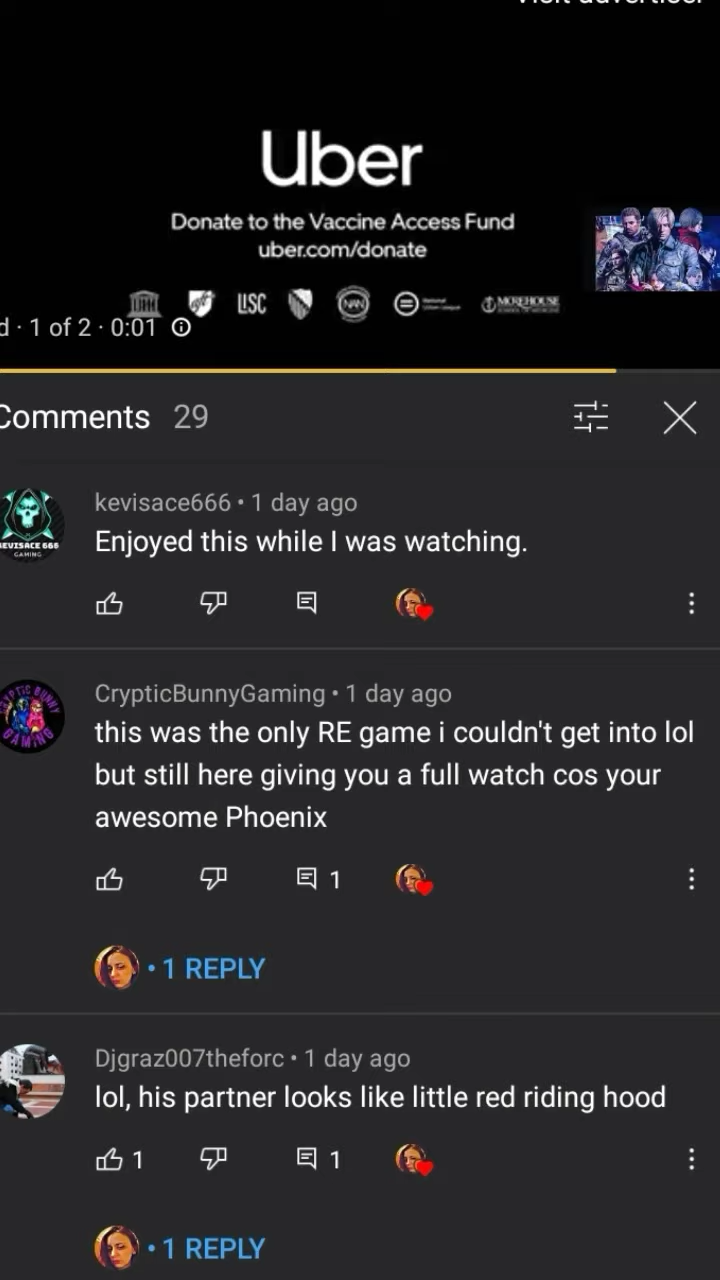 Visit advertiser
Uber
Donate to the Vaccine Access Fund
uber.com/donate
LISC
NAN
MOREHOUSE
d · 1 of 2 · 0:01
Comments 29
kevisace666 • 1 day ago
Enjoyed this while I was watching.
CrypticBunnyGaming • 1 day ago
this was the only RE game i couldn't get into lol
but still here giving you a full watch cos your
awesome Phoenix
1
• 1 REPLY
Djgraz007theforc • 1 day ago
lol, his partner looks like little red riding hood
1 1
• 1 REPLY